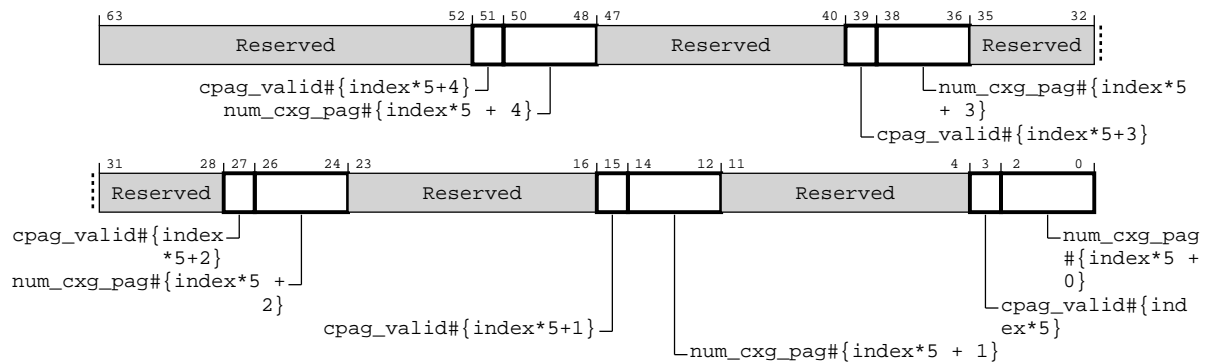 63 52 51 50 48 47 40 39 38 36 35 32
Reserved Reserved Reserved
cpag_valid#{index*5+4}
num_cxg_pag#{index*5 + 4}
num_cxg_pag#{index*5
+ 3}
cpag_valid#{index*5+3}
31 28 27 26 24 23 16 15 14 12 11 4 3 2 0
Reserved Reserved Reserved
cpag_valid#{index
*5+2}
num_cxg_pag#{index*5 +
2}
cpag_valid#{index*5+1}
num_cxg_pag#{index*5 + 1}
num_cxg_pag
#{index*5 +
0}
cpag_valid#{ind
ex*5}